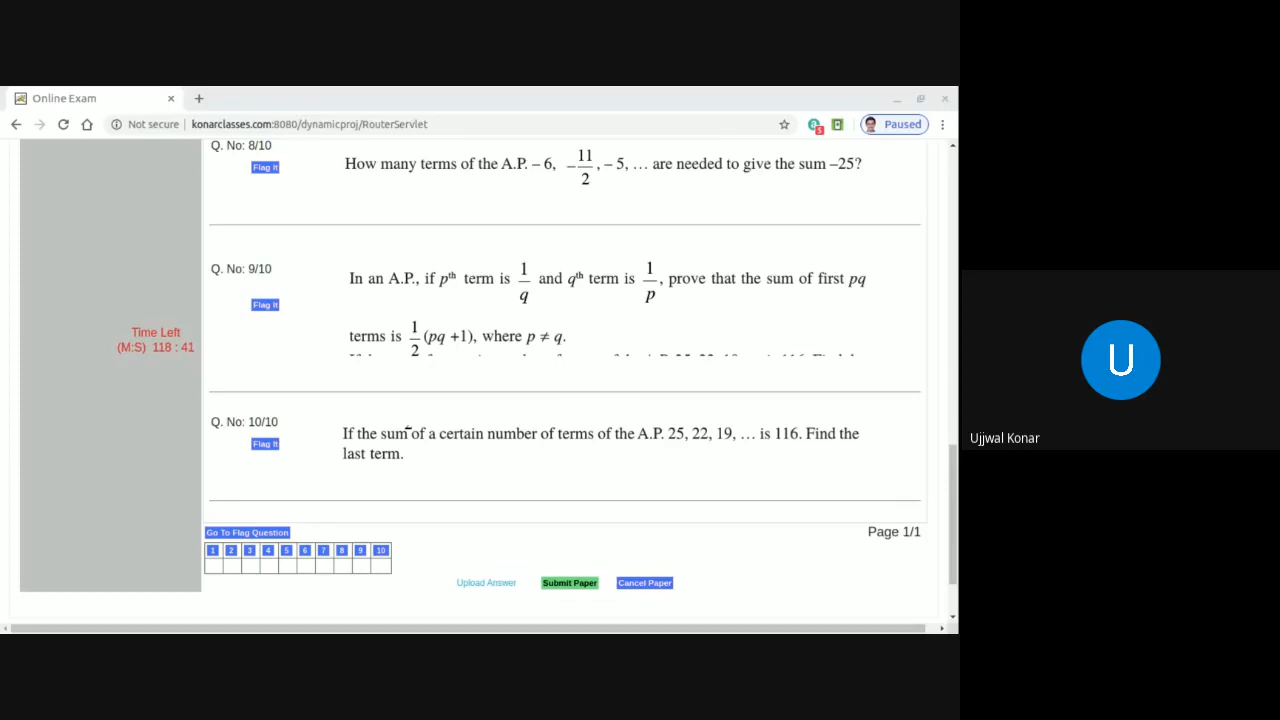 Online Exam
Not secure | konarclasses.com:8080/dynamicproj/RouterServlet
5
Paused
Q. No: 8/10
Flag It
How many terms of the A.P. – 6, –11/2, – 5, … are needed to give the sum –25?
Q. No: 9/10
Flag It
In an A.P., if pᵗʰ term is 1/q and qᵗʰ term is 1/p, prove that the sum of first pq
terms is 1/2 (pq +1), where p ≠ q.
Time Left
(M:S) 118 : 41
Q. No: 10/10
Flag It
If the sum of a certain number of terms of the A.P. 25, 22, 19, … is 116. Find the
last term.
Go To Flag Question
Page 1/1
1 2 3 4 5 6 7 8 9 10
Upload Answer Submit Paper Cancel Paper
U
Ujjwal Konar